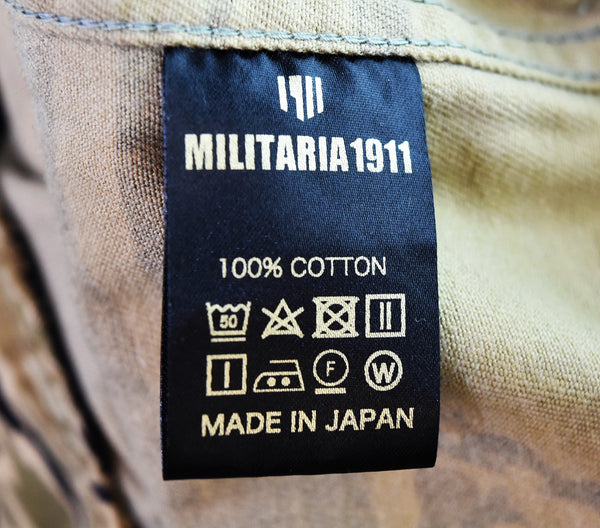 MILITARIA1911
100% COTTON
50
F W
MADE IN JAPAN